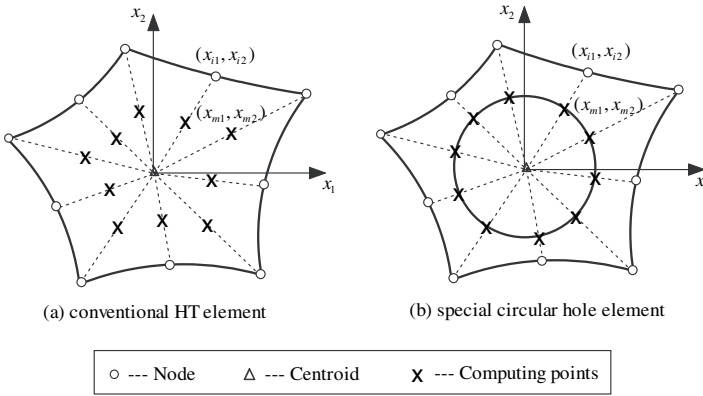 x2
(xi1, xi2)
(xm1, xm2)
x1
(a) conventional HT element
x2
(xi1, xi2)
(xm1, xm2)
x
(b) special circular hole element
--- Node
--- Centroid
--- Computing points